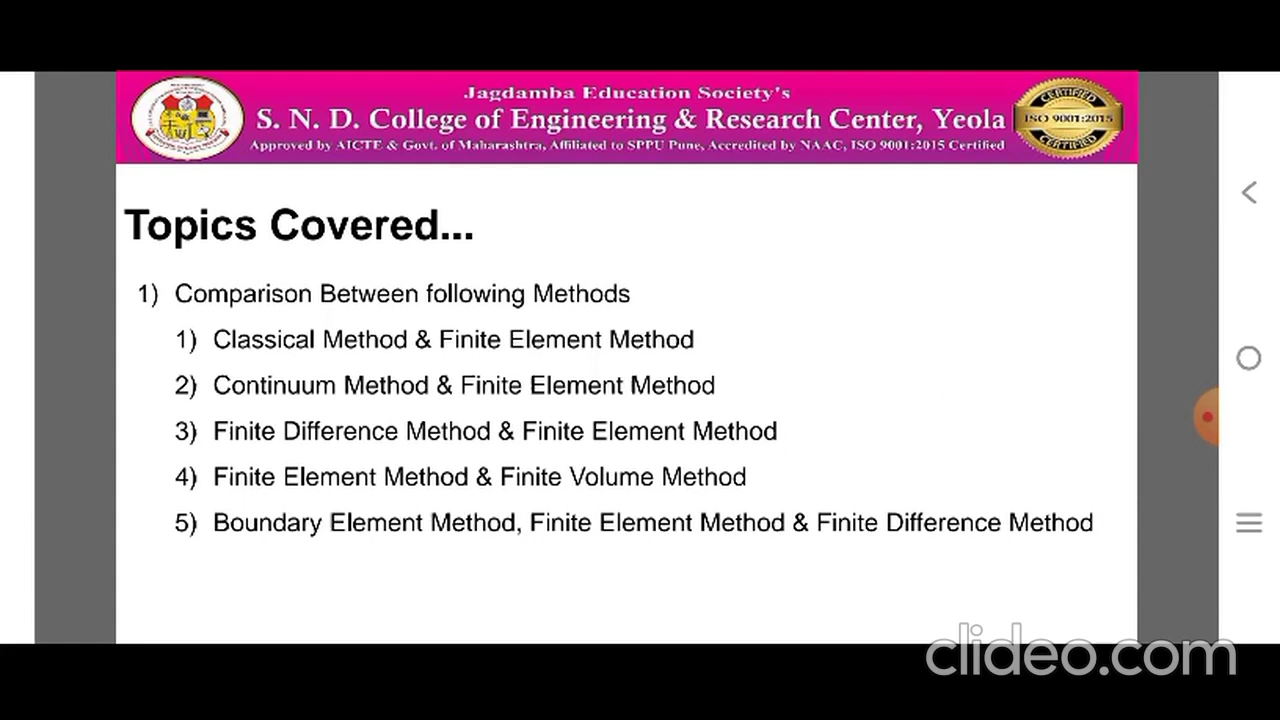 Jagdamba Education Society's
S. N. D. College of Engineering & Research Center, Yeola
Approved by AICTE & Govt. of Maharashtra, Affiliated to SPPU Pune, Accredited by NAAC, ISO 9001:2015 Certified
CERTIFIED
ISO 9001:2015
CERTIFIED
Topics Covered...
1) Comparison Between following Methods
1) Classical Method & Finite Element Method
2) Continuum Method & Finite Element Method
3) Finite Difference Method & Finite Element Method
4) Finite Element Method & Finite Volume Method
5) Boundary Element Method, Finite Element Method & Finite Difference Method
clideo.com